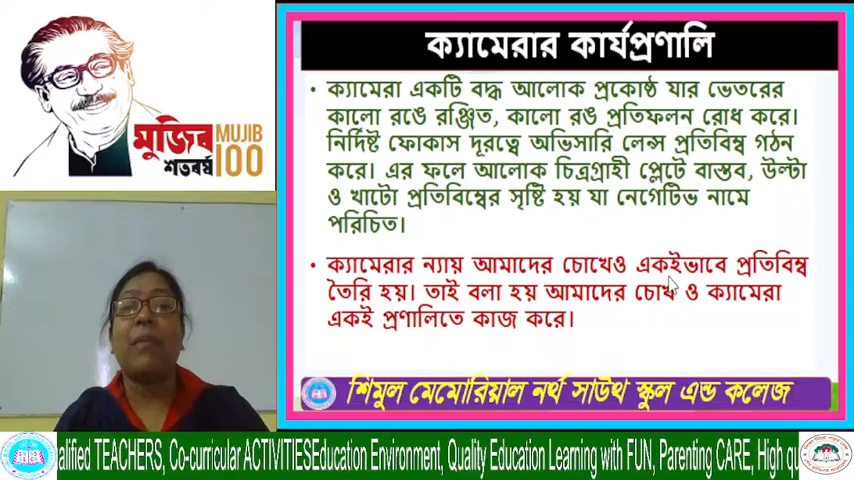 মুজিব
শতবর্ষ
MUJIB
100
ক্যামেরার কার্যপ্রণালি
• ক্যামেরা একটি বদ্ধ আলোক প্রকোষ্ঠ যার ভেতরের
কালো রঙে রঞ্জিত, কালো রঙ প্রতিফলন রোধ করে।
নির্দিষ্ট ফোকাস দূরত্বে অভিসারি লেন্স প্রতিবিম্ব গঠন
করে। এর ফলে আলোক চিত্রগ্রাহী প্লেটে বাস্তব, উল্টা
ও খাটো প্রতিবিম্বের সৃষ্টি হয় যা নেগেটিভ নামে
পরিচিত।
• ক্যামেরার ন্যায় আমাদের চোখেও একইভাবে প্রতিবিম্ব
তৈরি হয়। তাই বলা হয় আমাদের চোখ ও ক্যামেরা
একই প্রণালিতে কাজ করে।
শিমুল মেমোরিয়াল নর্থ সাউথ স্কুল এন্ড কলেজ
alified TEACHERS, Co-curricular ACTIVITIESEducation Environment, Quality Education Learning with FUN, Parenting CARE, High qu